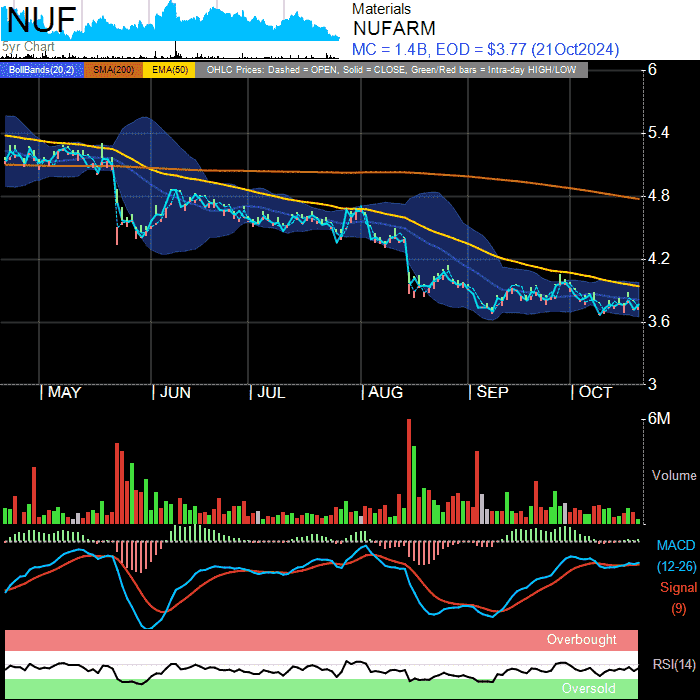 NUF
5yr Chart
Materials
NUFARM
MC = 1.4B, EOD = $3.77 (21Oct2024)
BollBands(20,2) SMA(200) EMA(50) OHLC Prices: Dashed = OPEN, Solid = CLOSE, Green/Red bars = Intra-day HIGH/LOW
6
5.4
4.8
4.2
3.6
3
MAY JUN JUL AUG SEP OCT
6M
Volume
MACD
(12-26)
Signal
(9)
Overbought
RSI(14)
Oversold